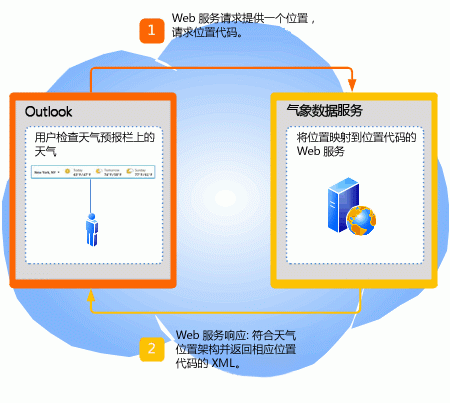 1
Web 服务请求提供一个位置，
请求位置代码。
Outlook
用户检查天气预报栏上的
天气
New York, NY
Today
Tomorrow
Sunday
气象数据服务
将位置映射到位置代码的
Web 服务
2
Web 服务响应: 符合天气
位置架构并返回相应位置
代码的 XML。